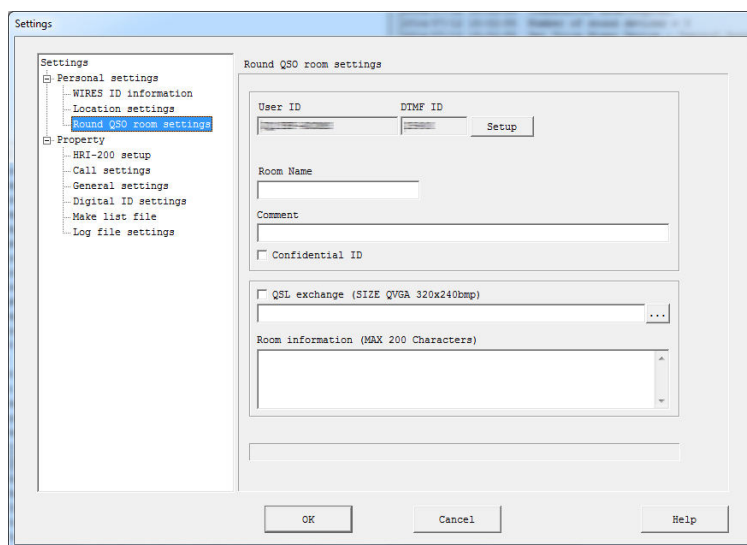 Settings
Settings
Personal settings
WIRES ID information
Location settings
Round QSO room settings
Property
HRI-200 setup
Call settings
General settings
Digital ID settings
Make list file
Log file settings
Round QSO room settings
User ID DTMF ID
Setup
Room Name
Comment
Confidential ID
QSL exchange (SIZE QVGA 320x240bmp)
...
Room information (MAX 200 Characters)
OK Cancel Help